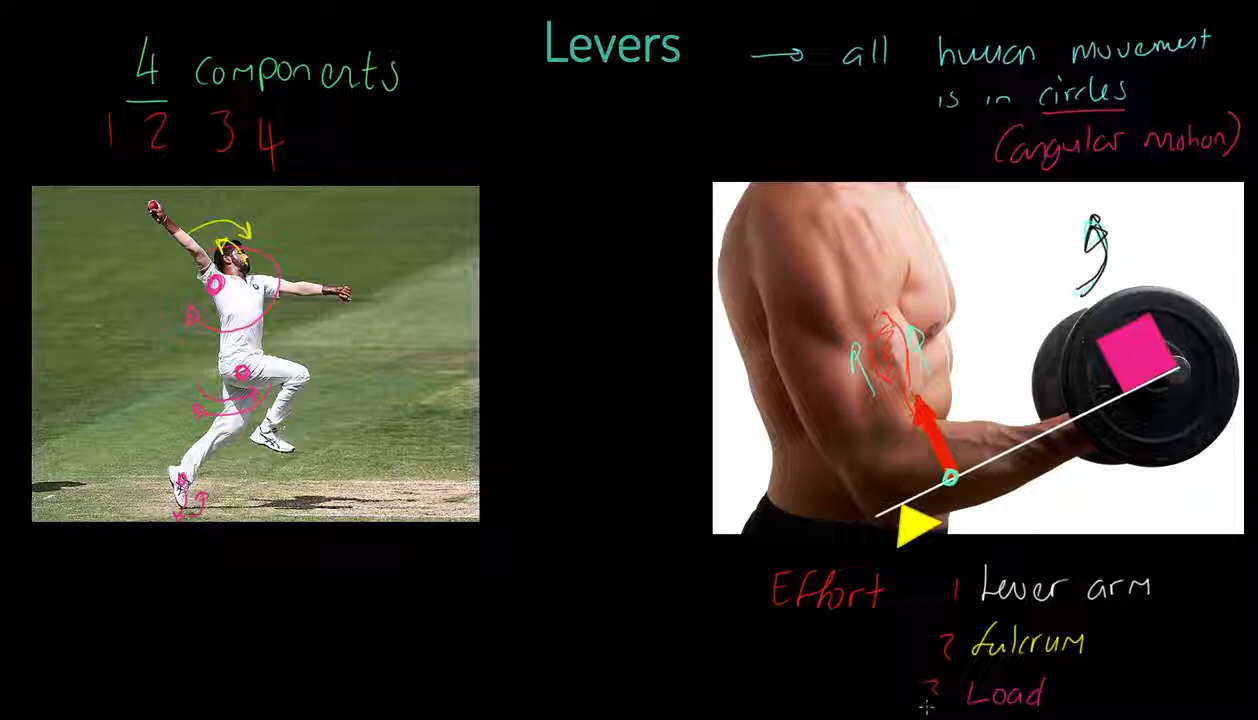 4 components
1 2 3 4
Levers → all human movement
is in circles
(angular motion)
Effort 1 Lever arm
2 fulcrum
3 Load